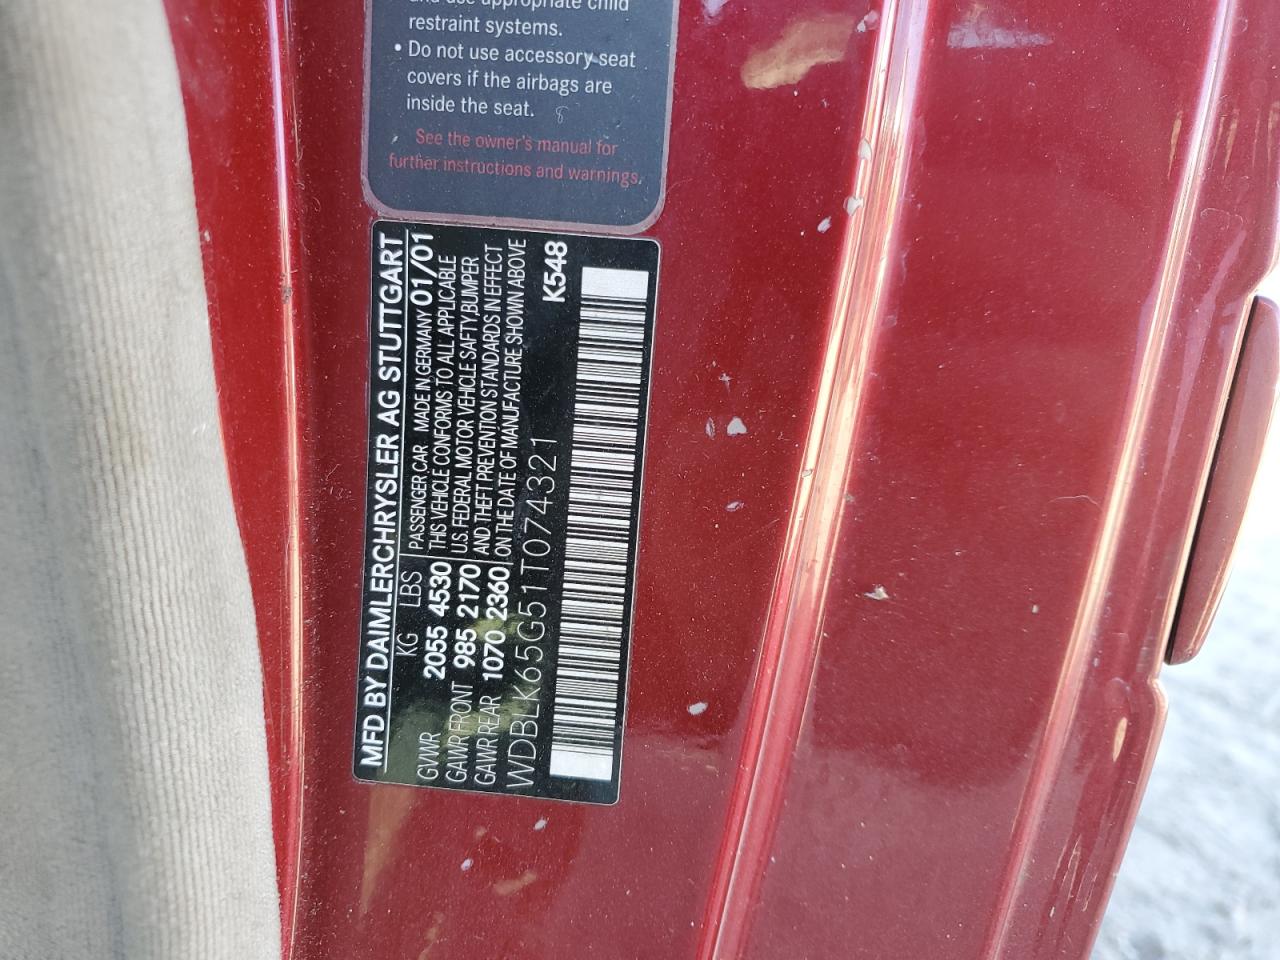 and use appropriate child
restraint systems.
• Do not use accessory seat
covers if the airbags are
inside the seat.
See the owner's manual for
further instructions and warnings.
MFD BY DAIMLERCHRYSLER AG STUTTGART
KG LBS PASSENGER CAR MADE IN GERMANY 01/01
GVWR 2055 4530 THIS VEHICLE CONFORMS TO ALL APPLICABLE
GAWR FRONT 985 2170 U.S. FEDERAL MOTOR VEHICLE SAFTY,BUMPER
GAWR REAR 1070 2360 AND THEFT PREVENTION STANDARDS IN EFFECT
ON THE DATE OF MANUFACTURE SHOWN ABOVE
WDBLK65G51T074321
K548